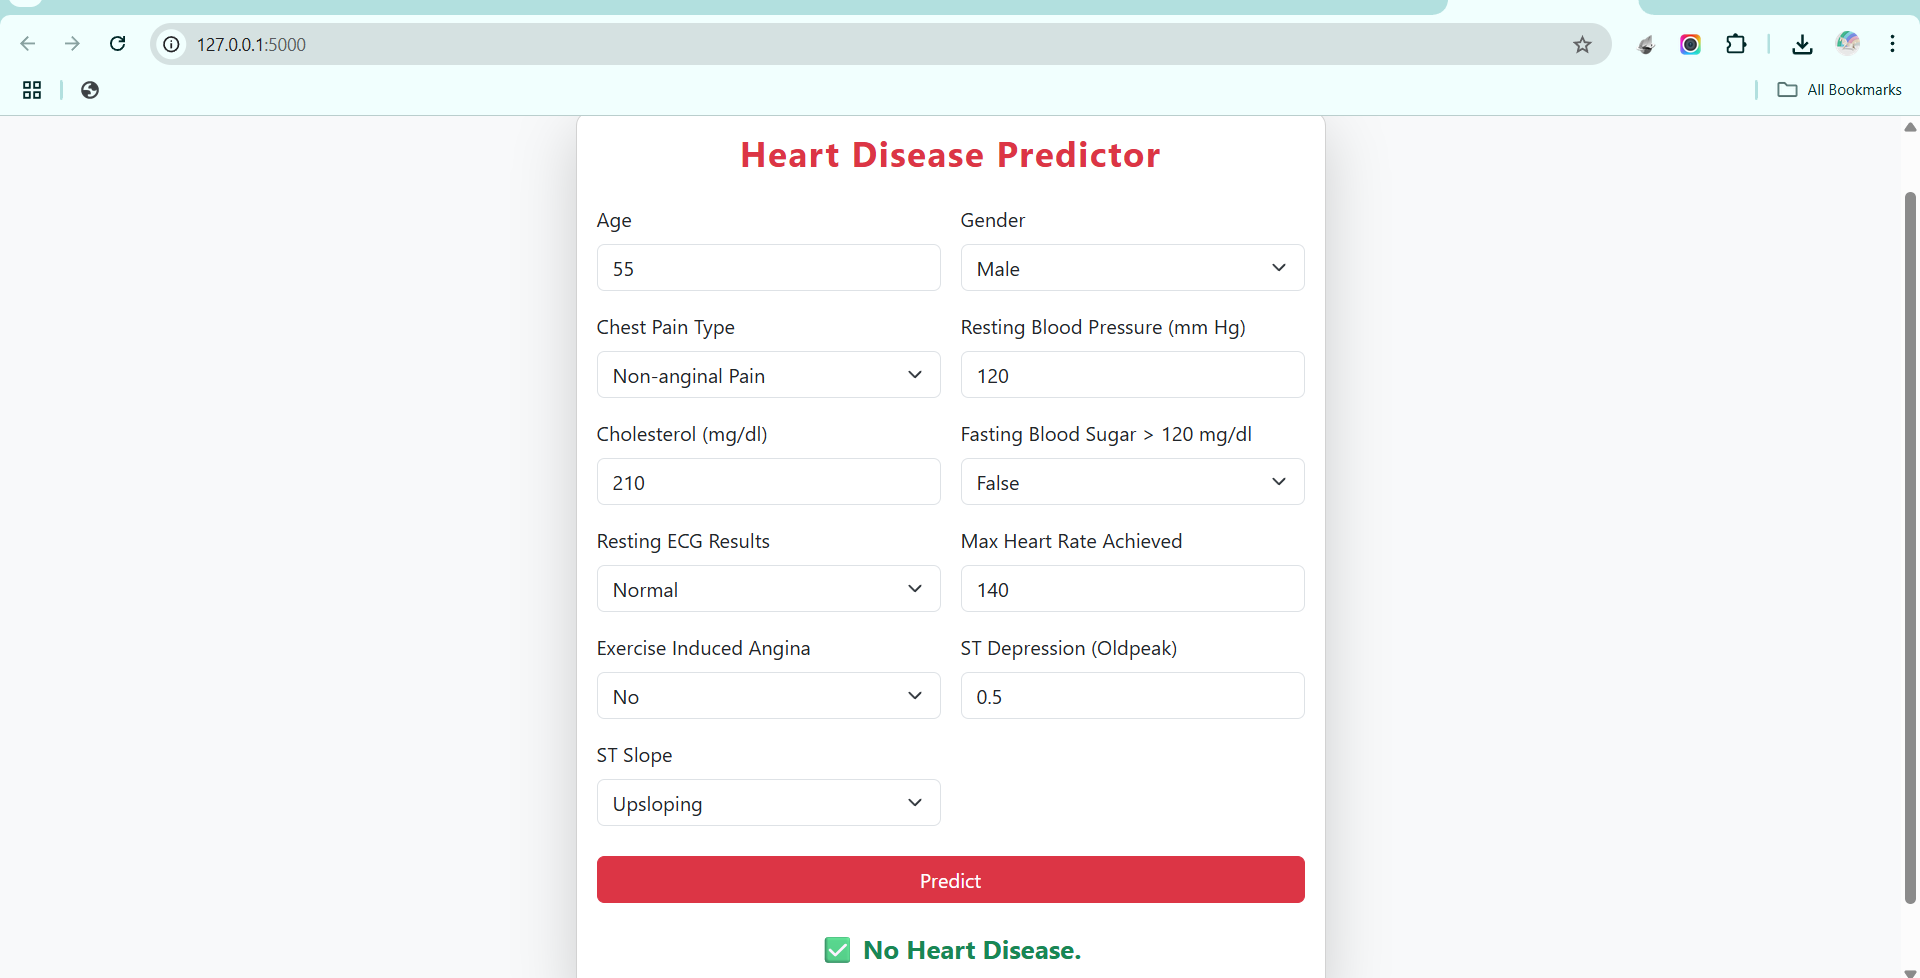 127.0.0.1:5000
All Bookmarks
Heart Disease Predictor
Age
Gender
55
Male
Chest Pain Type
Resting Blood Pressure (mm Hg)
Non-anginal Pain
120
Cholesterol (mg/dl)
Fasting Blood Sugar > 120 mg/dl
210
False
Resting ECG Results
Max Heart Rate Achieved
Normal
140
Exercise Induced Angina
ST Depression (Oldpeak)
No
0.5
ST Slope
Upsloping
Predict
✅ No Heart Disease.